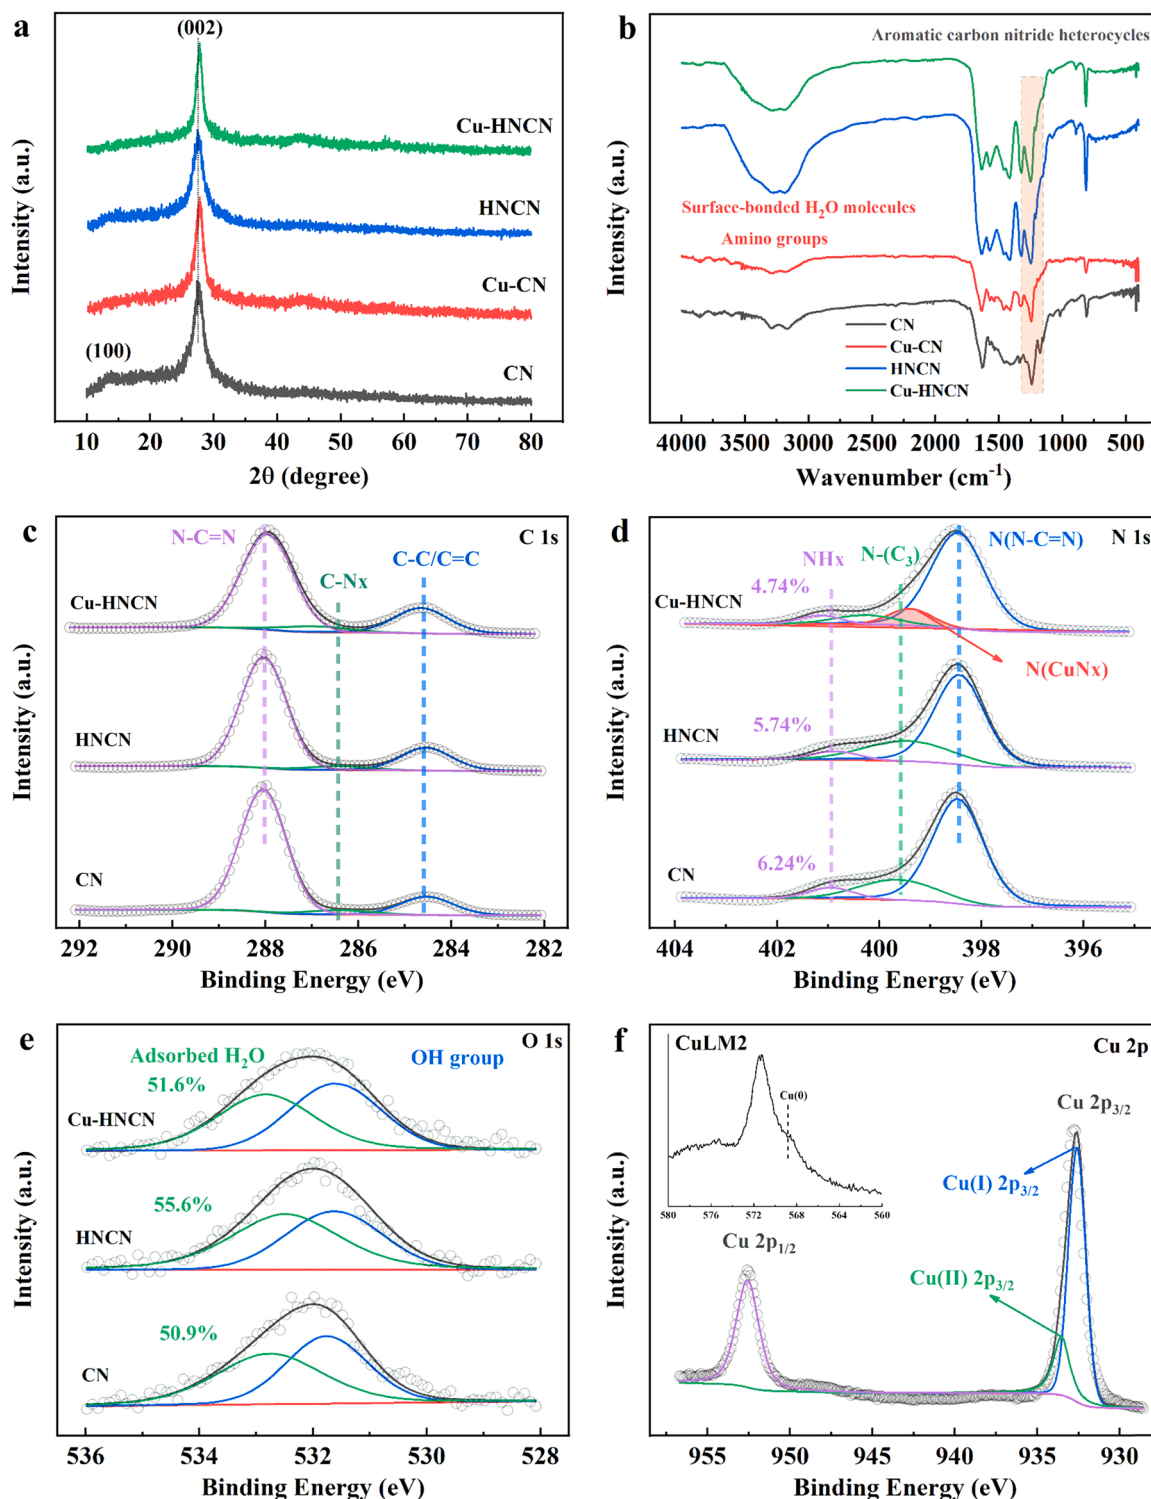 a
(002)
Cu-HNCN
HNCN
Cu-CN
(100)
CN
Intensity (a.u.)
10 20 30 40 50 60 70 80
2θ (degree)
b
Aromatic carbon nitride heterocycles
Surface-bonded H₂O molecules
Amino groups
CN
Cu-CN
HNCN
Cu-HNCN
Intensity (a.u.)
4000 3500 3000 2500 2000 1500 1000 500
Wavenumber (cm⁻¹)
c
C 1s
N-C=N
C-Nx
C-C/C=C
Cu-HNCN
HNCN
CN
Intensity (a.u.)
Intensity (a.u.)
292 290 288 286 284 282
Binding Energy (eV)
d
N 1s
NHx
N-(C₃)
N(N-C=N)
4.74%
Cu-HNCN
N(CuNx)
5.74%
HNCN
6.24%
CN
Intensity (a.u.)
Intensity (a.u.)
404 402 400 398 396
Binding Energy (eV)
e
O 1s
Adsorbed H₂O
OH group
51.6%
Cu-HNCN
55.6%
HNCN
50.9%
CN
Intensity (a.u.)
536 534 532 530 528
Binding Energy (eV)
f
CuLM2
Cu 2p
Cu(0)
580 576 572 568 564 560
Cu 2p₃/₂
Cu(I) 2p₃/₂
Cu 2p₁/₂
Cu(II) 2p₃/₂
Intensity (a.u.)
955 950 945 940 935 930
Binding Energy (eV)